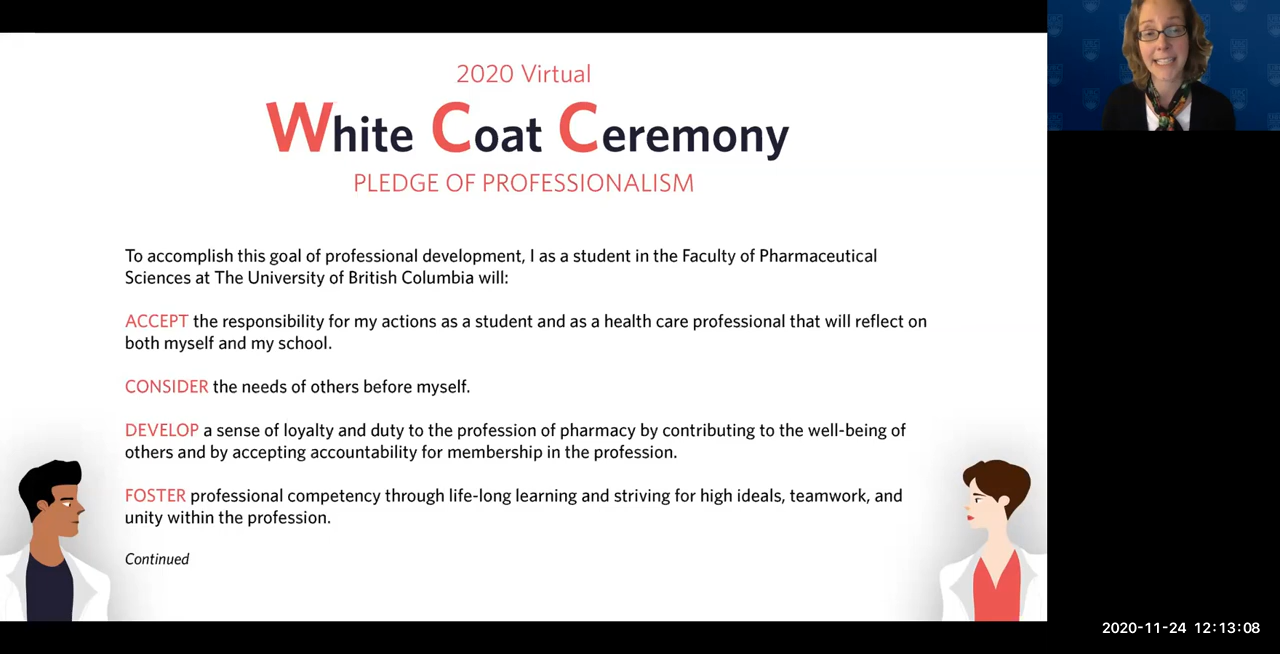 2020 Virtual
White Coat Ceremony
PLEDGE OF PROFESSIONALISM
To accomplish this goal of professional development, I as a student in the Faculty of Pharmaceutical
Sciences at The University of British Columbia will:
ACCEPT the responsibility for my actions as a student and as a health care professional that will reflect on
both myself and my school.
CONSIDER the needs of others before myself.
DEVELOP a sense of loyalty and duty to the profession of pharmacy by contributing to the well-being of
others and by accepting accountability for membership in the profession.
FOSTER professional competency through life-long learning and striving for high ideals, teamwork, and
unity within the profession.
Continued
2020-11-24 12:13:08